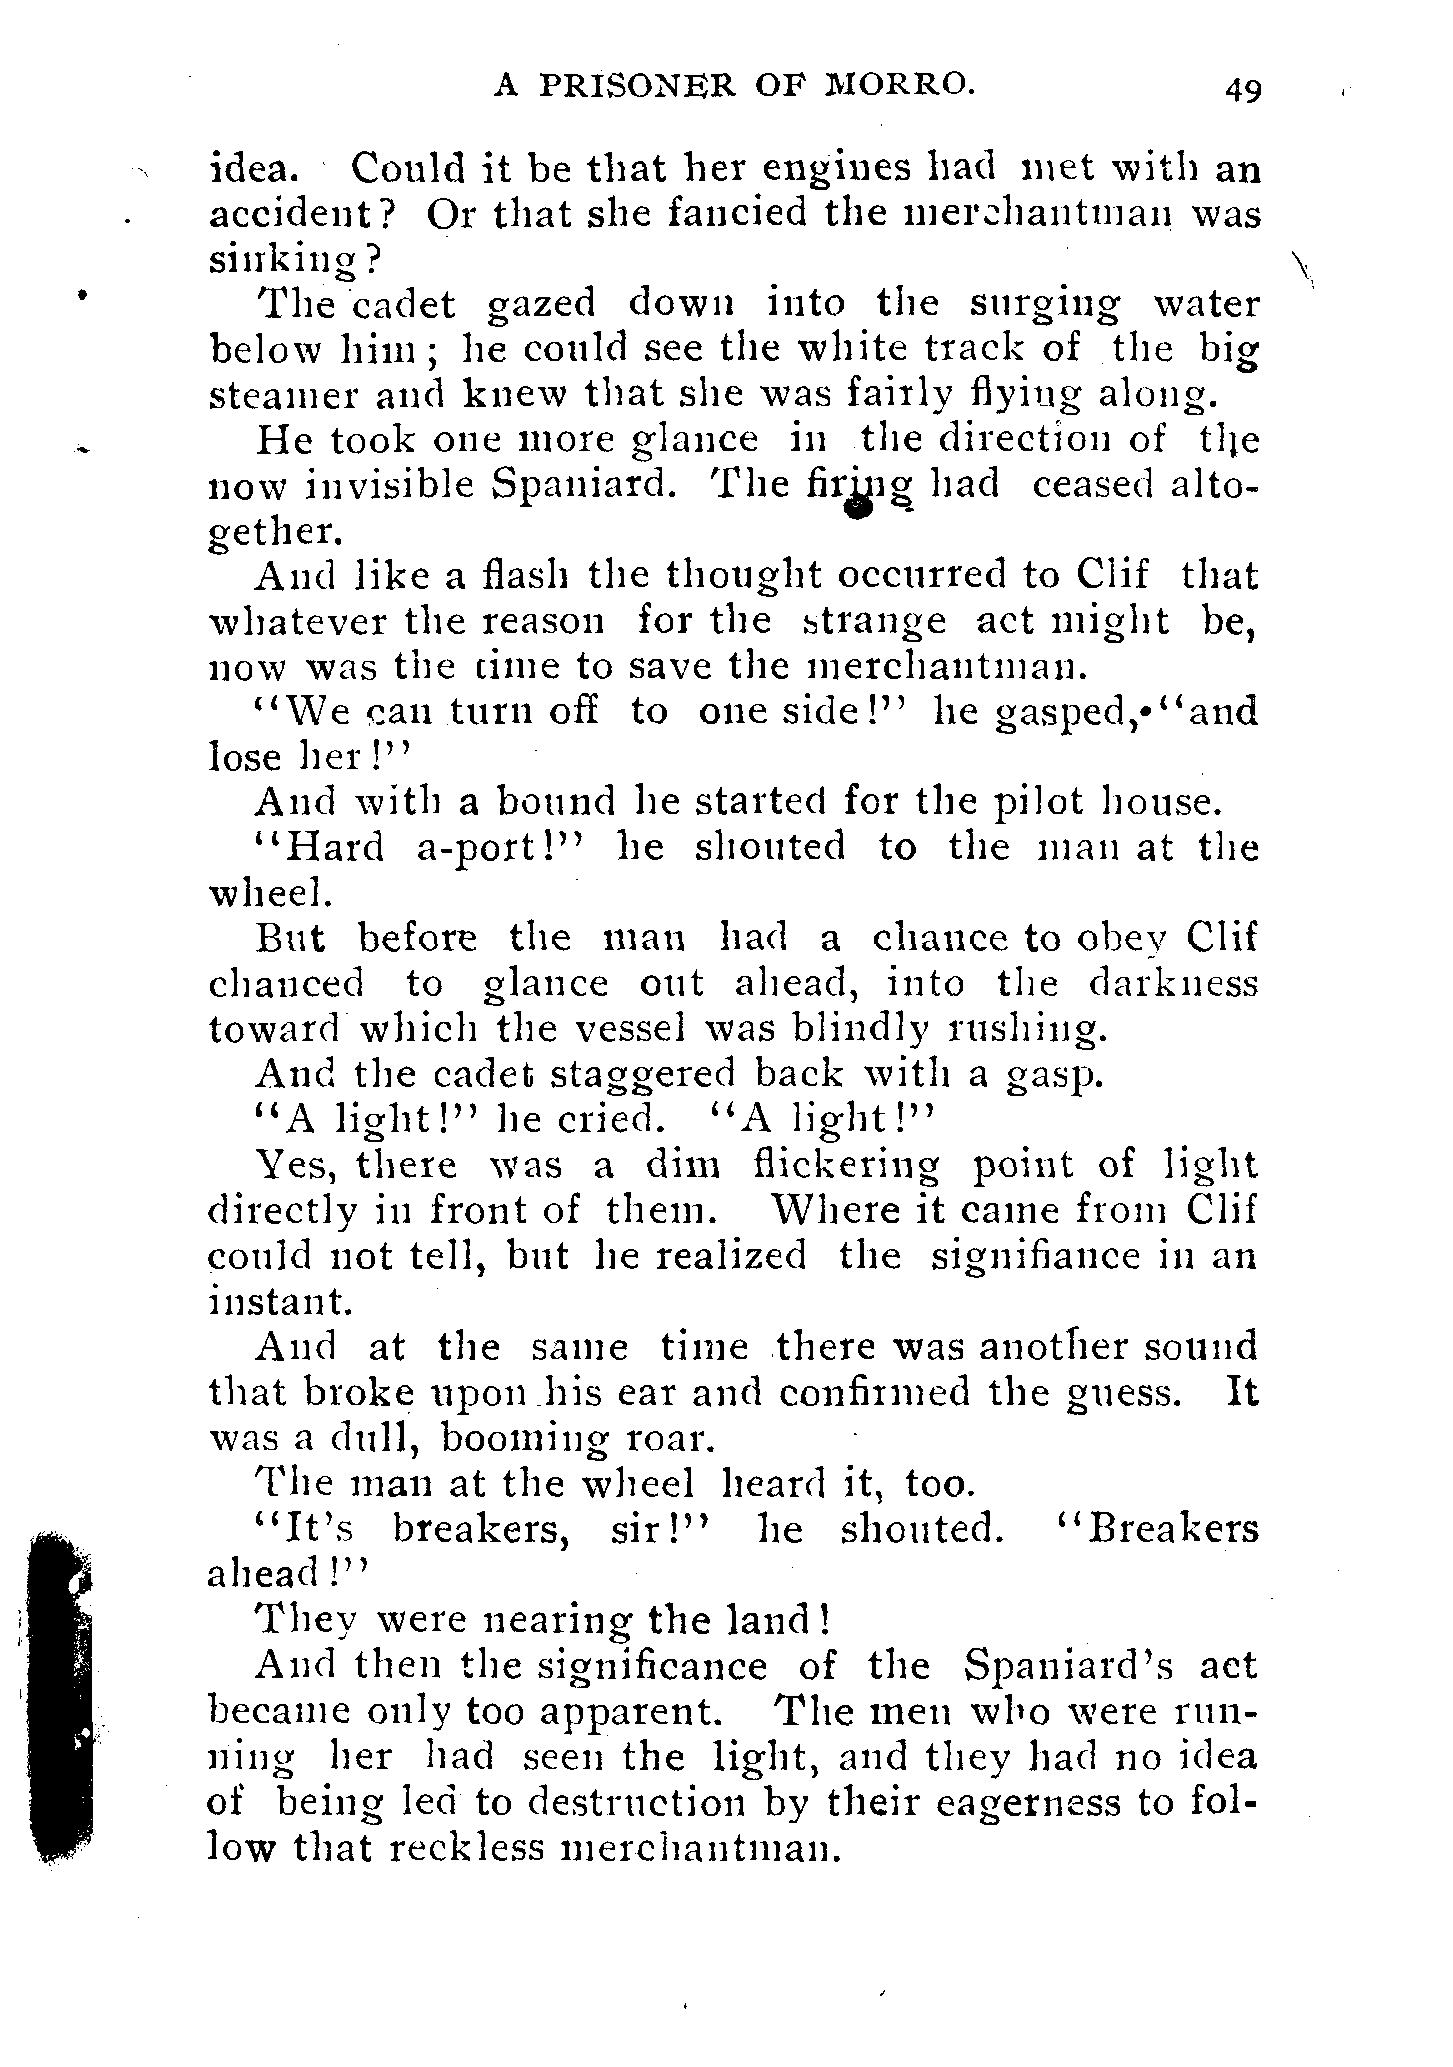 A PRISONER OF MORRO. 49
idea. Could it be that her engines had met with an
accident? Or that she fancied the merchantman was
sinking?
The cadet gazed down into the surging water
below him; he could see the white track of the big
steamer and knew that she was fairly flying along.
He took one more glance in the direction of the
now invisible Spaniard. The firing had ceased alto-
gether.
And like a flash the thought occurred to Clif that
whatever the reason for the strange act might be,
now was the time to save the merchantman.
"We can turn off to one side!" he gasped, "and
lose her!"
And with a bound he started for the pilot house.
"Hard a-port!" he shouted to the man at the
wheel.
But before the man had a chance to obey Clif
chanced to glance out ahead, into the darkness
toward which the vessel was blindly rushing.
And the cadet staggered back with a gasp.
"A light!" he cried. "A light!"
Yes, there was a dim flickering point of light
directly in front of them. Where it came from Clif
could not tell, but he realized the signifiance in an
instant.
And at the same time there was another sound
that broke upon his ear and confirmed the guess. It
was a dull, booming roar.
The man at the wheel heard it, too.
"It's breakers, sir!" he shouted. "Breakers
ahead!"
They were nearing the land!
And then the significance of the Spaniard's act
became only too apparent. The men who were run-
ning her had seen the light, and they had no idea
of being led to destruction by their eagerness to fol-
low that reckless merchantman.